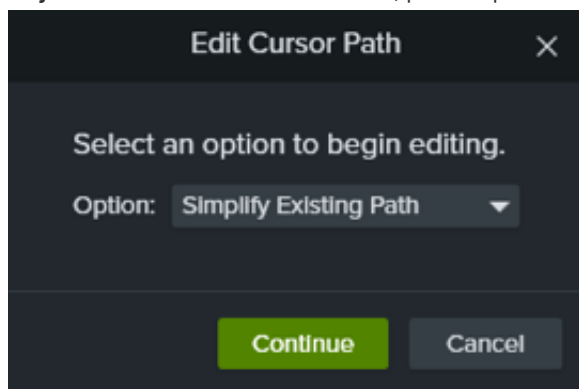 Edit Cursor Path
Select an option to begin editing.
Option: Simplify Existing Path
Continue Cancel